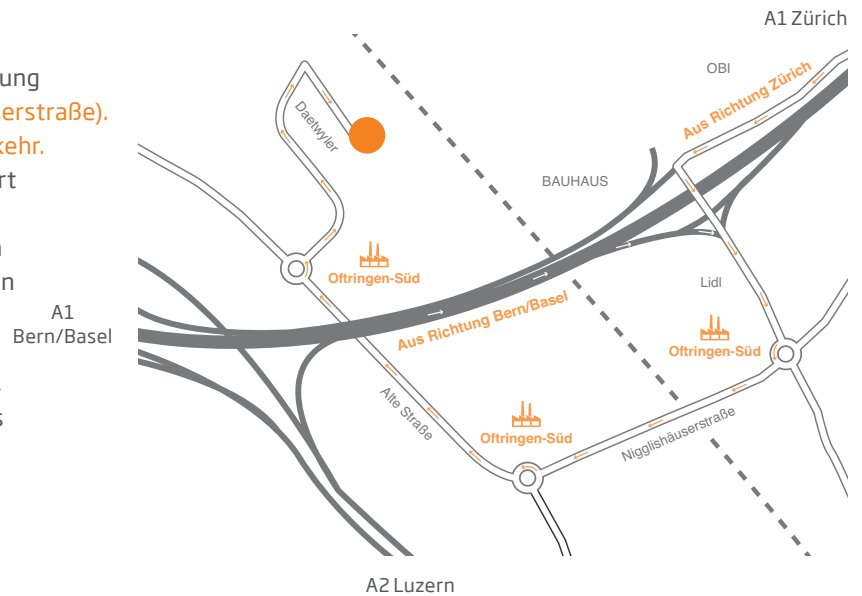 A1 Zürich
ung
erstraße).
kehr.
rt
n
n
s
OBI
Aus Richtung Zürich
Daetwyler
BAUHAUS
Oftringen-Süd
Lidl
A1
Bern/Basel
Aus Richtung Bern/Basel
Oftringen-Süd
Alte Straße
Oftringen-Süd
Nigglishäuserstraße
A2 Luzern